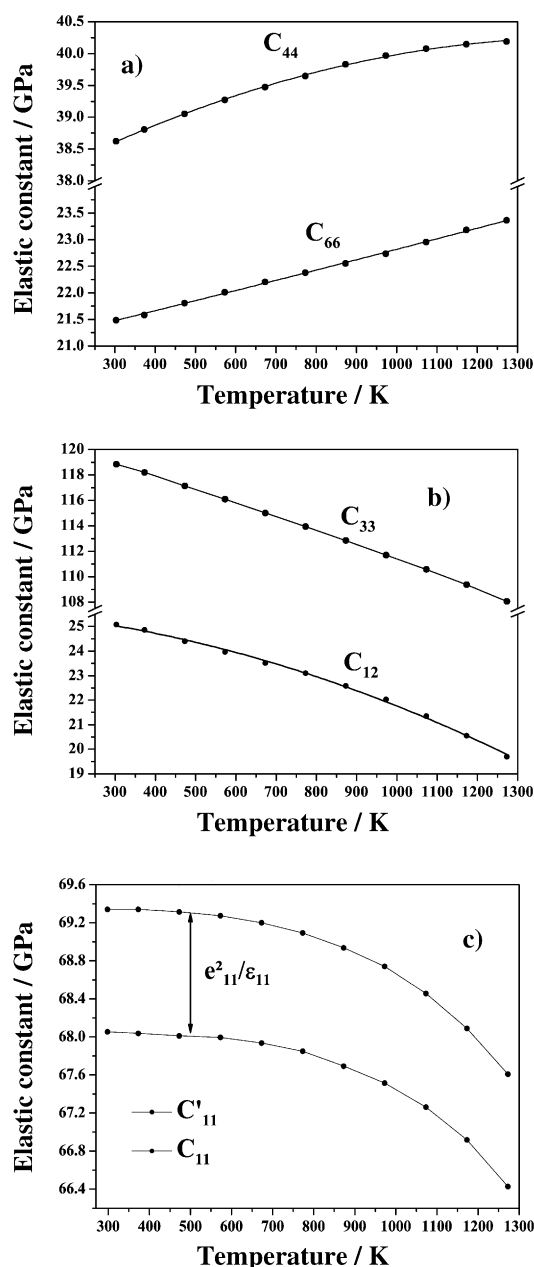 a)
Elastic constant / GPa
40.5
40.0
39.5
39.0
38.5
38.0
23.5
23.0
22.5
22.0
21.5
21.0
C44
C66
300 400 500 600 700 800 900 1000 1100 1200 1300
Temperature / K
b)
Elastic constant / GPa
120
118
116
114
112
110
108
25
24
23
22
21
20
19
C33
C12
300 400 500 600 700 800 900 1000 1100 1200 1300
Temperature / K
c)
Elastic constant / GPa
69.6
69.2
68.8
68.4
68.0
67.6
67.2
66.8
66.4
e²11/ε11
C'11
C11
100 200 300 400 500 600 700 800 900 1000 1100 1200 1300
Temperature / K